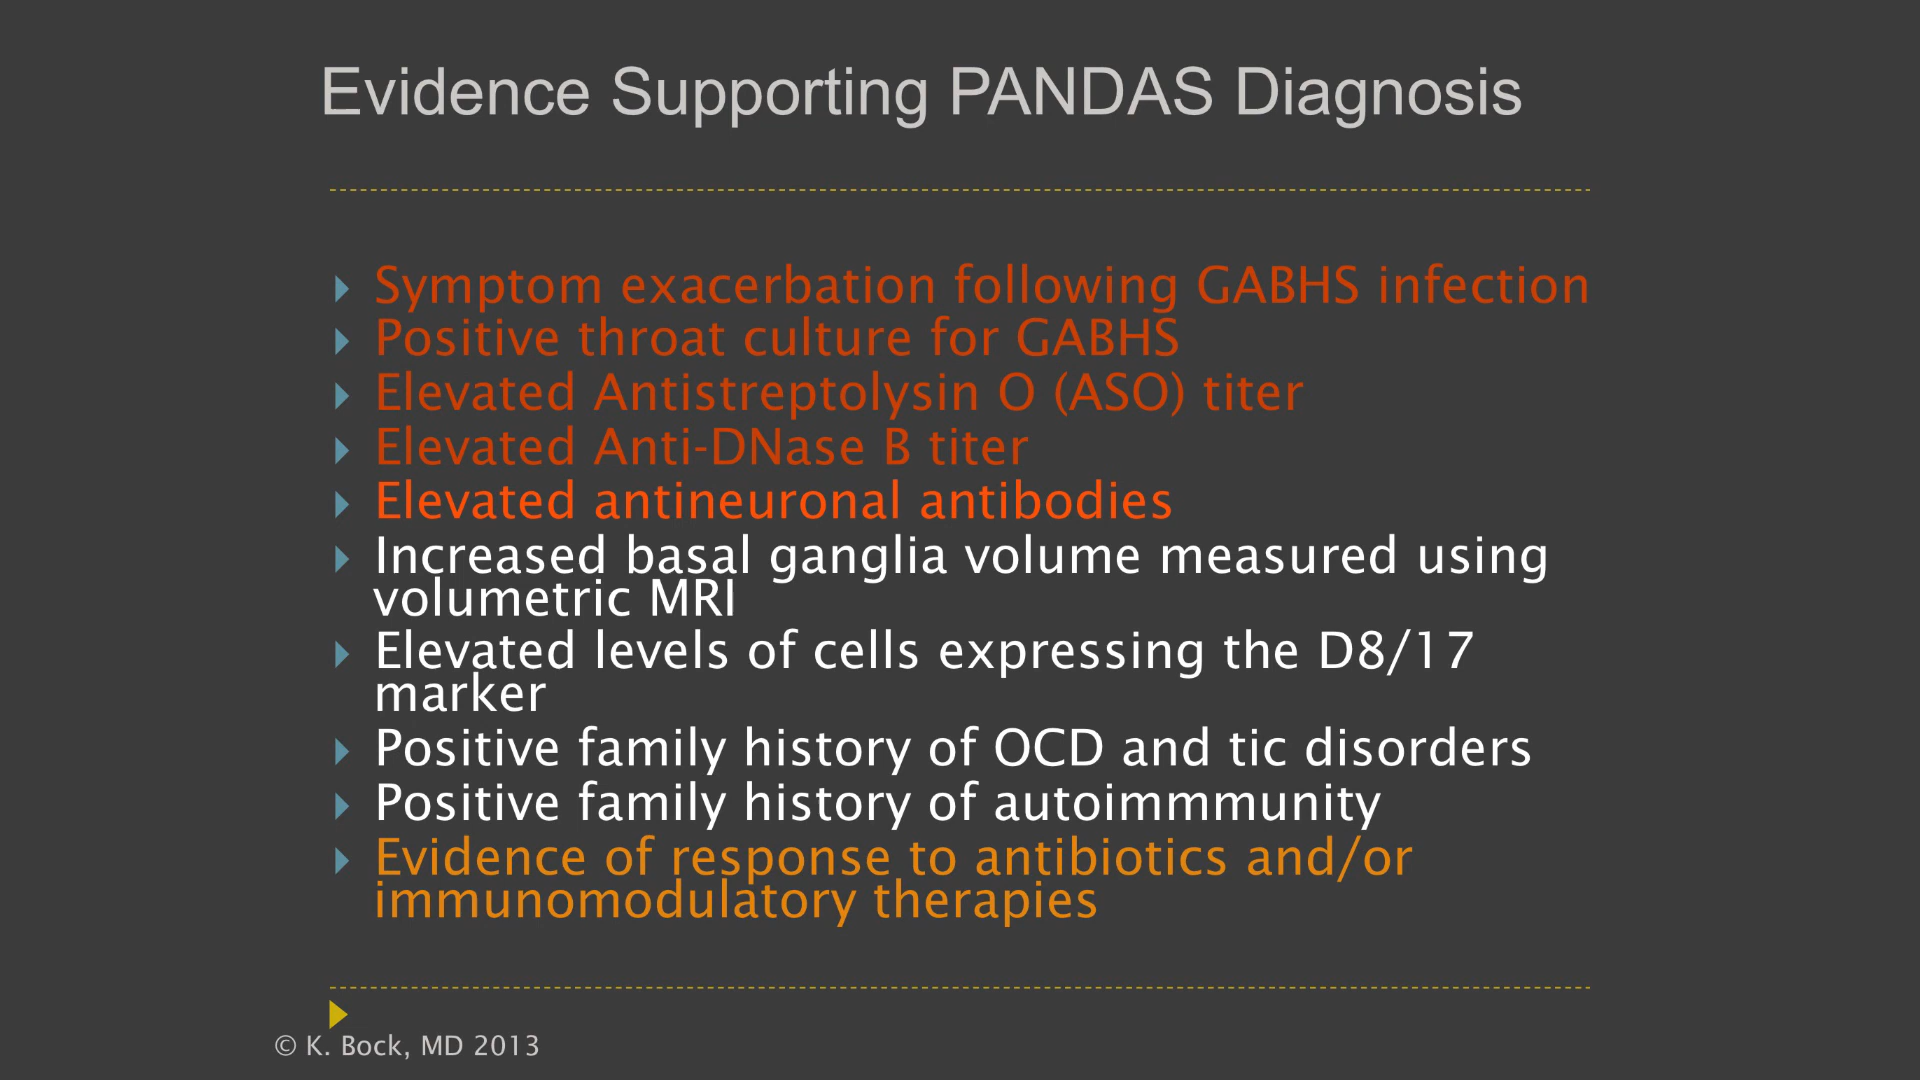 Evidence Supporting PANDAS Diagnosis
Symptom exacerbation following GABHS infection
Positive throat culture for GABHS
Elevated Antistreptolysin O (ASO) titer
Elevated Anti-DNase B titer
Elevated antineuronal antibodies
Increased basal ganglia volume measured using
volumetric MRI
Elevated levels of cells expressing the D8/17
marker
Positive family history of OCD and tic disorders
Positive family history of autoimmmunity
Evidence of response to antibiotics and/or
immunomodulatory therapies
© K. Bock, MD 2013